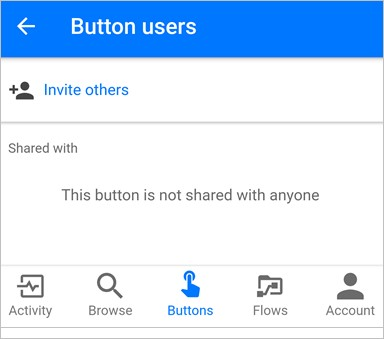 Button users
Invite others
Shared with
This button is not shared with anyone
Activity Browse Buttons Flows Account